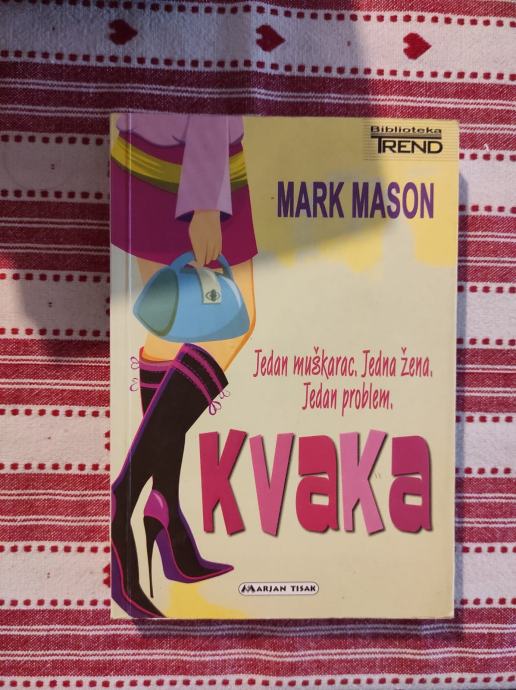 Biblioteka
TREND
MARK MASON
Jedan muškarac. Jedna žena.
Jedan problem.
KVaKa
MARJAN TISAK